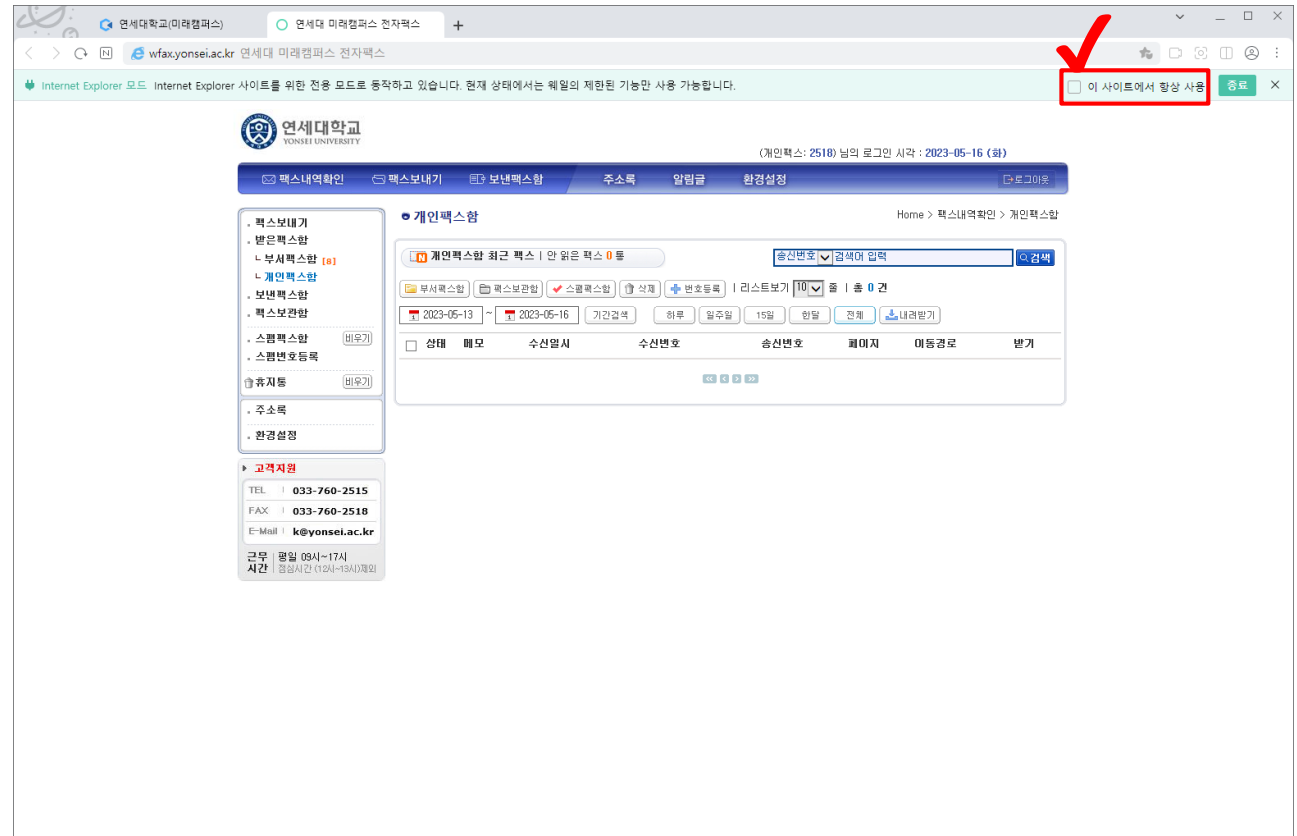 연세대학교(미래캠퍼스)
연세대 미래캠퍼스 전자팩스
wfax.yonsei.ac.kr 연세대 미래캠퍼스 전자팩스
Internet Explorer 모드 Internet Explorer 사이트를 위한 전용 모드로 동작하고 있습니다. 현재 상태에서는 웨일의 제한된 기능만 사용 가능합니다.
이 사이트에서 항상 사용
종료
연세대학교
YONSEI UNIVERSITY
(개인팩스: 2518) 님의 로그인 시각 : 2023-05-16 (화)
팩스내역확인 팩스보내기 보낸팩스함 주소록 알림글 환경설정 로그아웃
팩스보내기
받은팩스함
부서팩스함 [8]
개인팩스함
보낸팩스함
팩스보관함
스팸팩스함 비우기
스팸번호등록
휴지통 비우기
주소록
환경설정
고객지원
TEL 033-760-2515
FAX 033-760-2518
E-Mail k@yonsei.ac.kr
근무시간 평일 09시~17시
점심시간 (12시~13시)제외
개인팩스함
Home > 팩스내역확인 > 개인팩스함
N 개인팩스함 최근 팩스 | 안 읽은 팩스 0 통
송신번호 검색어 입력 검색
부서팩스함 팩스보관함 스팸팩스함 삭제 번호등록 | 리스트보기 10 줄 | 총 0 건
2023-05-13 ~ 2023-05-16 기간검색 하루 일주일 15일 한달 전체 내려받기
상태 메모 수신일시 수신번호 송신번호 페이지 이동경로 받기